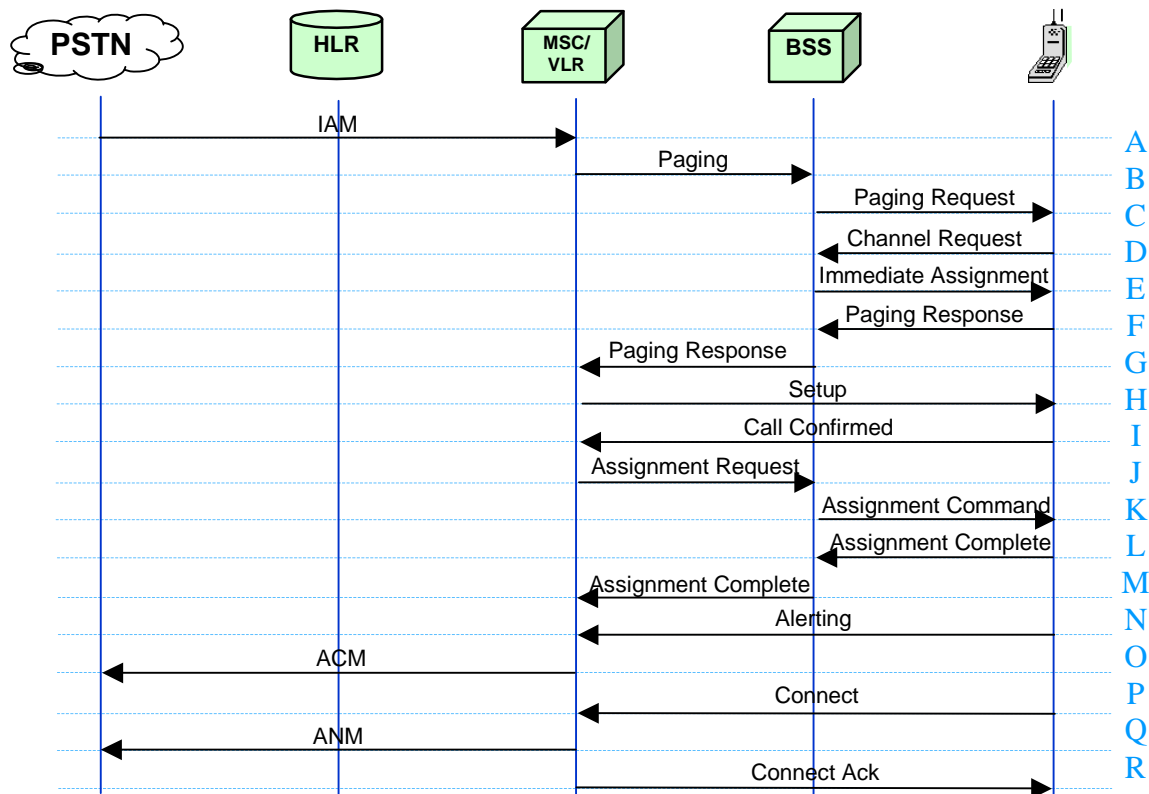 PSTN
HLR
MSC/
VLR
BSS
IAM
A
Paging
B
Paging Request
C
Channel Request
D
Immediate Assignment
E
Paging Response
F
Paging Response
G
Setup
H
Call Confirmed
I
Assignment Request
J
Assignment Command
K
Assignment Complete
L
Assignment Complete
M
Alerting
N
ACM
O
Connect
P
ANM
Q
Connect Ack
R